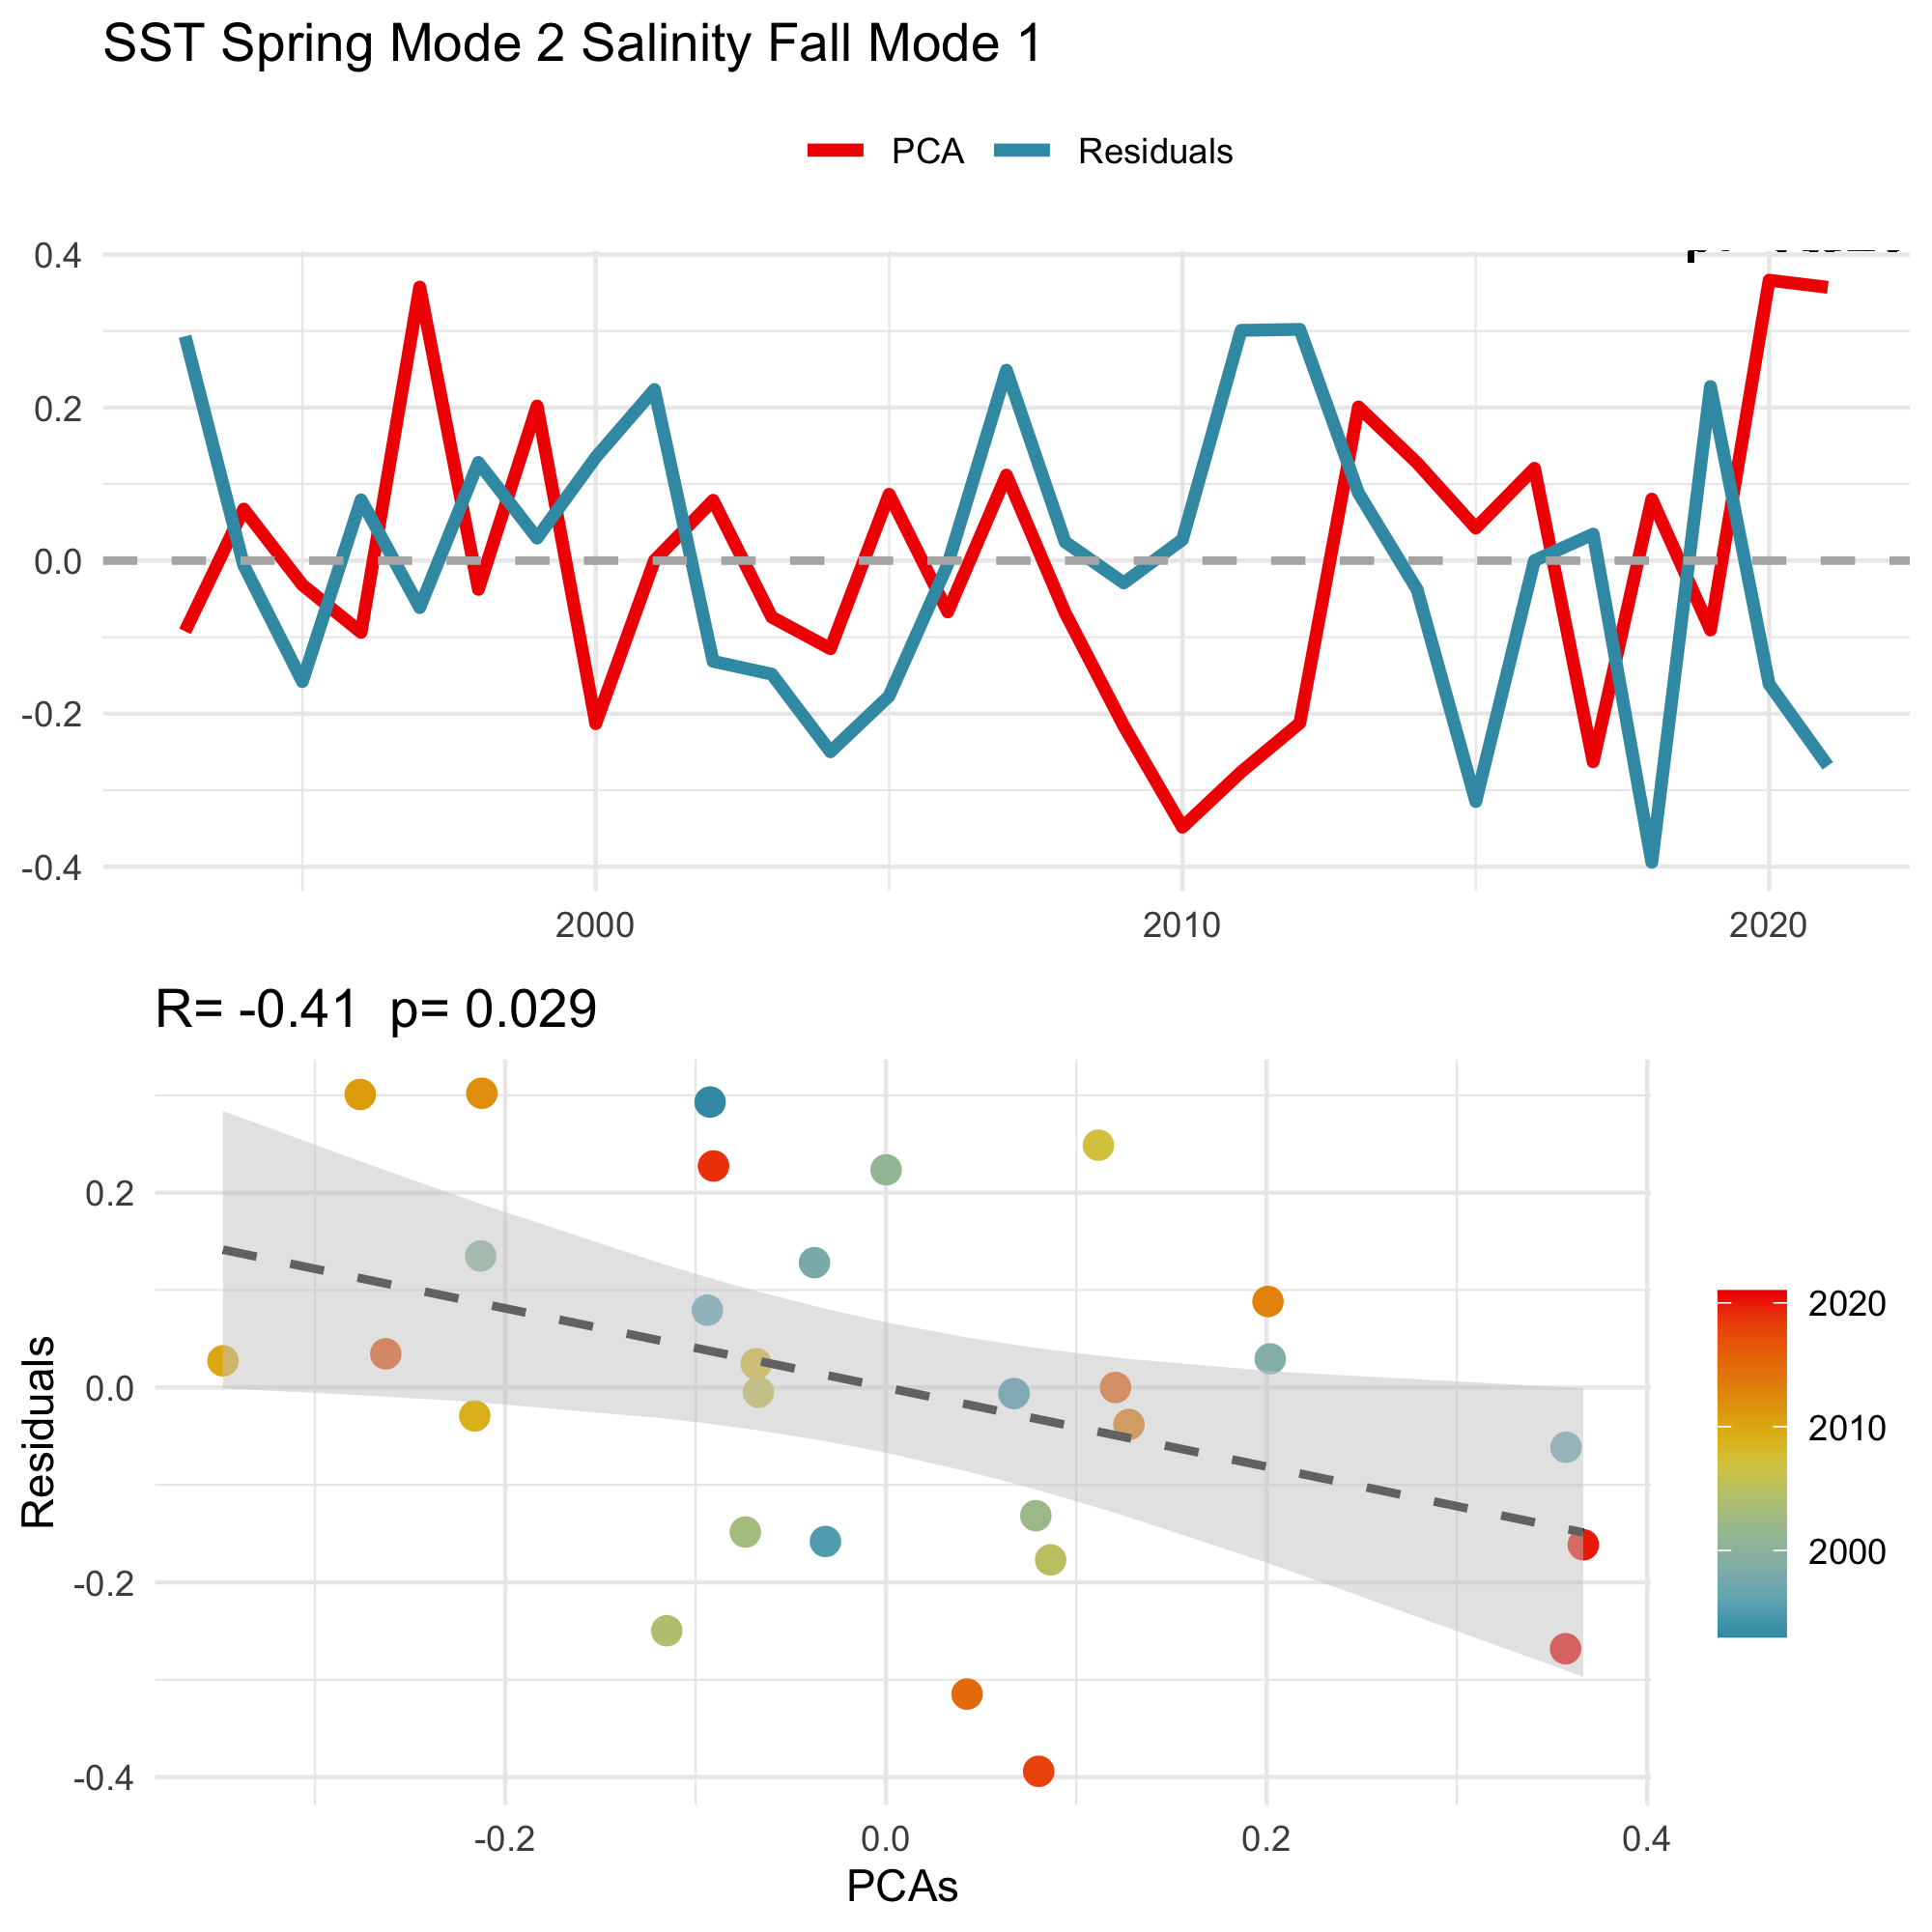 SST Spring Mode 2 Salinity Fall Mode 1
PCA Residuals
0.4
0.2
0.0
-0.2
-0.4
2000 2010 2020
R= -0.41 p= 0.029
Residuals
0.2
0.0
-0.2
-0.4
-0.2 0.0 0.2 0.4
PCAs
2020
2010
2000